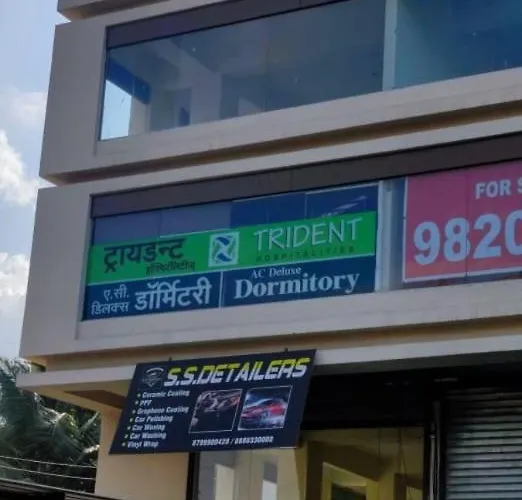 ट्रायडन्ट
हॉस्पिटॅलिटीज्
TRIDENT
HOSPITALITIES
ए.सी.
डिलक्स
डॉर्मिटरी
AC Deluxe
Dormitory
FOR
9820
S.S.DETAILERS
• Ceramic Coating
• PPF
• Graphene Coating
• Car Polishing
• Car Waxing
• Car Washing
• Vinyl Wrap